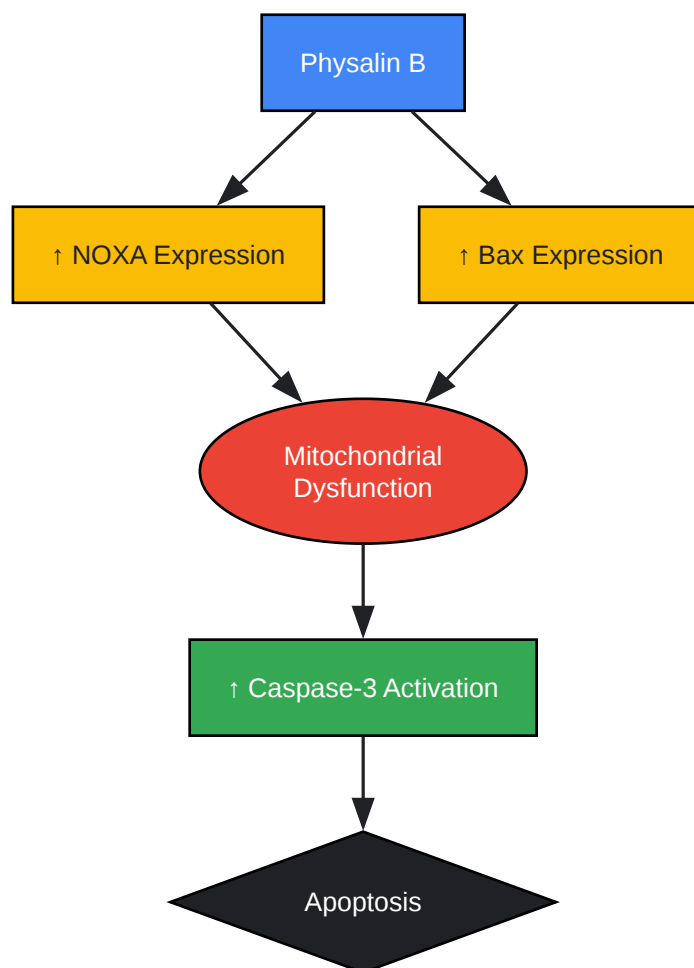 Physalin B
↑ NOXA Expression
↑ Bax Expression
Mitochondrial
Dysfunction
↑ Caspase-3 Activation
Apoptosis